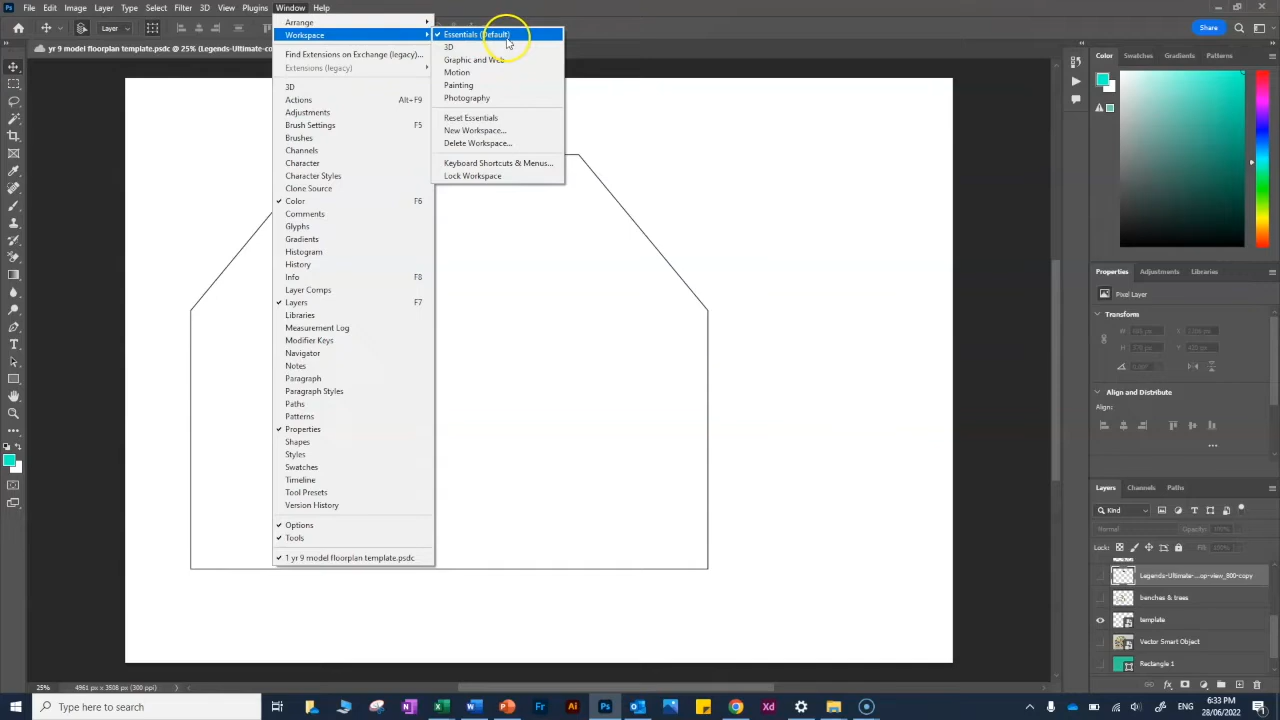 File Edit Image Layer Type Select Filter 3D View Plugins Window Help
Layer
Share
yr 9 model floorplan template.psdc @ 25% (Legends-Ultimate-
Arrange
Workspace
Find Extensions on Exchange (legacy)...
Extensions (legacy)
3D
Actions Alt+F9
Adjustments
Brush Settings F5
Brushes
Channels
Character
Character Styles
Clone Source
Color F6
Comments
Glyphs
Gradients
Histogram
History
Info F8
Layer Comps
Layers F7
Libraries
Measurement Log
Modifier Keys
Navigator
Notes
Paragraph
Paragraph Styles
Paths
Patterns
Properties
Shapes
Styles
Swatches
Timeline
Tool Presets
Version History
Options
Tools
1 yr 9 model floorplan template.psdc
Essentials (Default)
3D
Graphic and Web
Motion
Painting
Photography
Reset Essentials
New Workspace...
Delete Workspace...
Keyboard Shortcuts & Menus...
Lock Workspace
Color Swatches Gradients Patterns
Properties Adjustments Libraries
Pixel Layer
Transform
W
X
H
Y
Align and Distribute
Align:
Layers Channels Paths
Kind
Normal Opacity: 100%
Lock: Fill: 100%
Legends-Ultimate-...op-view_800-copy
benches & trees
template
Vector Smart Object
Rectangle 1
25% 4961 px x 3508 px (300 ppi)
Type here to search
6:33 PM
28/06/2022